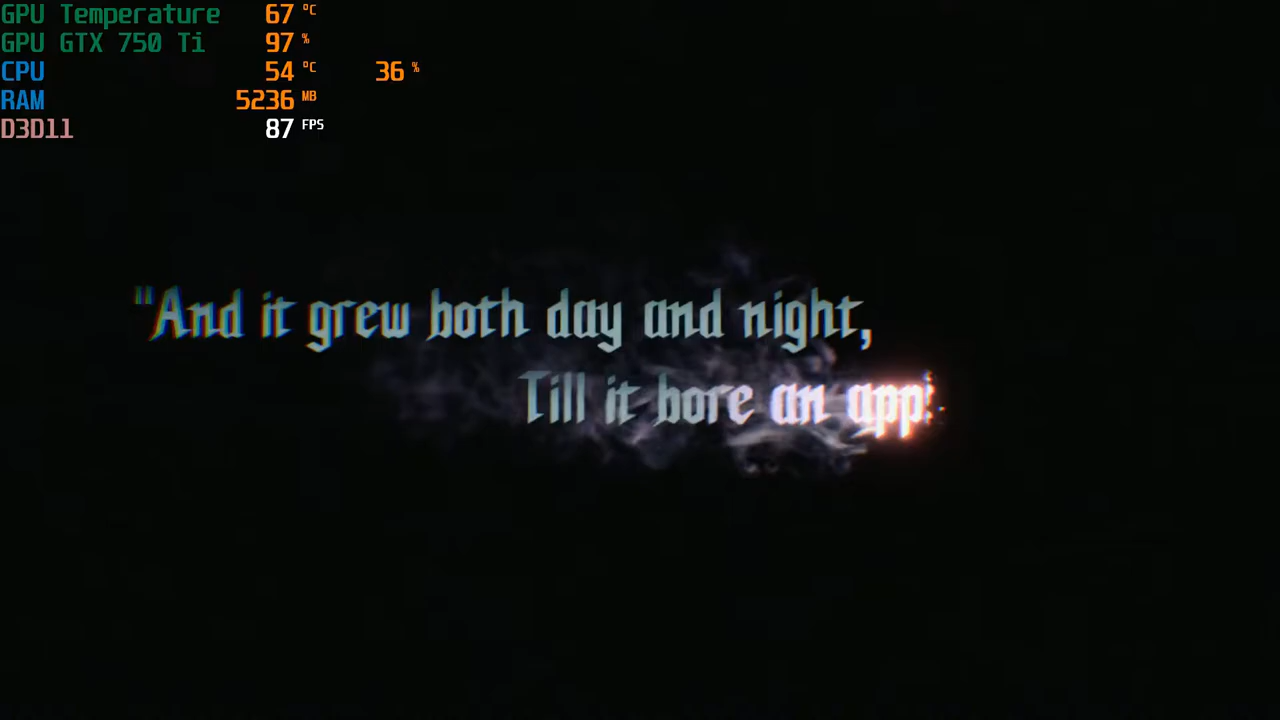 GPU Temperature 67 °C
GPU GTX 750 Ti 97 %
CPU 54 °C 36 %
RAM 5236 MB
D3D11 87 FPS
"And it grew both day and night,
Till it bore an app